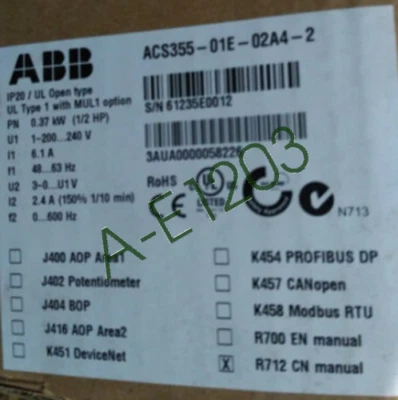 ABB
ACS355-01E-02A4-2
IP20 / UL Open type
UL Type 1 with MUL1 option
S/N 61235E0012
PN 0.37 kW (1/2 HP)
U1 1~200...240 V
I1 6.1 A
f1 48...63 Hz
U2 3~0...U1 V
I2 2.4 A (150% 1/10 min)
f2 0...600 Hz
3AUA0000058226
RoHS
CE
UL
LISTED
N713
A-E1203
J400 AOP Area1
J402 Potentiometer
J404 BOP
J416 AOP Area2
K451 DeviceNet
K454 PROFIBUS DP
K457 CANopen
K458 Modbus RTU
R700 EN manual
X R712 CN manual